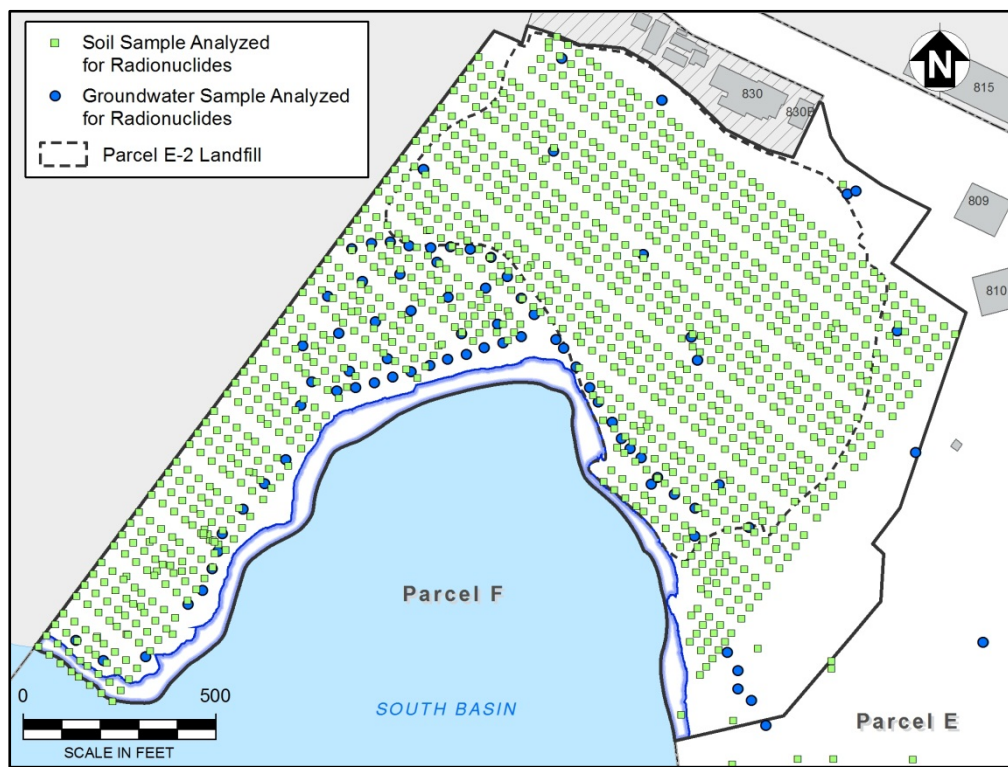 Soil Sample Analyzed
for Radionuclides
Groundwater Sample Analyzed
for Radionuclides
Parcel E-2 Landfill
N
815
830
830B
809
810
Parcel F
0
500
SCALE IN FEET
SOUTH BASIN
Parcel E